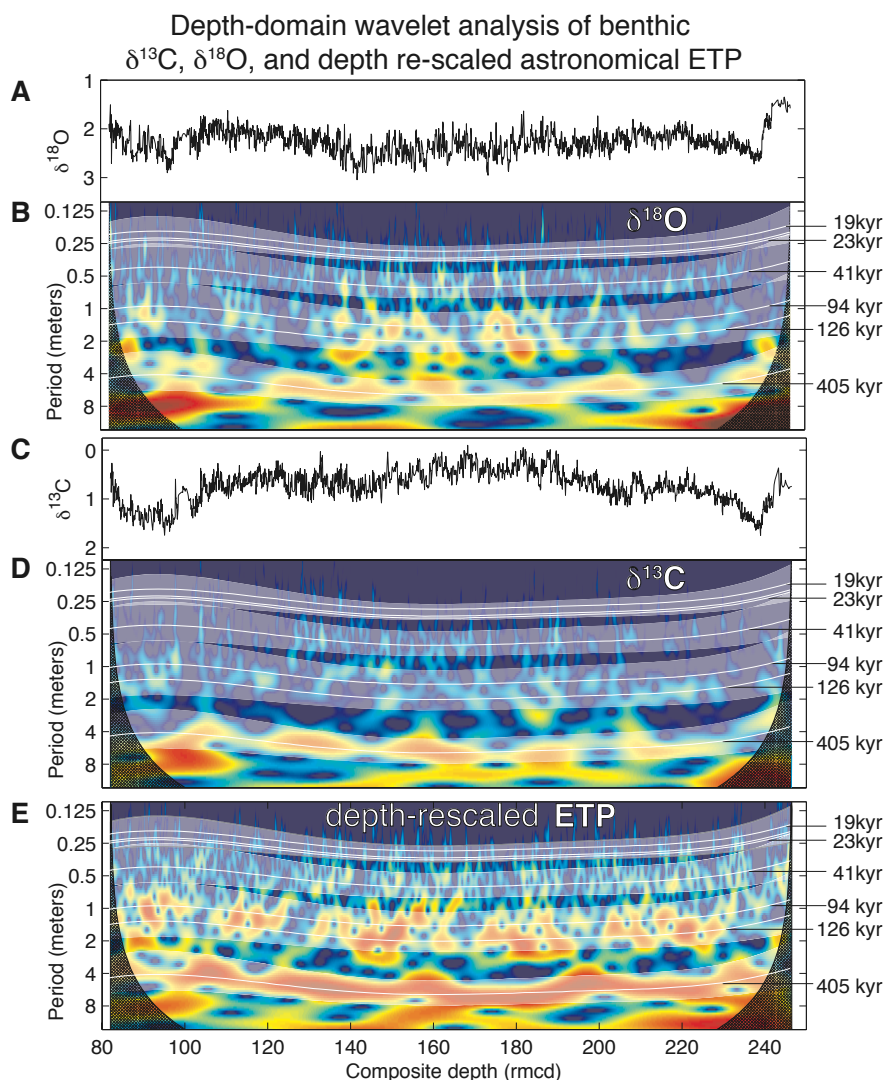 Depth-domain wavelet analysis of benthic
δ¹³C, δ¹⁸O, and depth re-scaled astronomical ETP
A
1
2
3
δ¹⁸O
B
δ¹⁸O
0.125
0.25
0.5
1
2
4
8
Period (meters)
19kyr
23kyr
41kyr
94 kyr
126 kyr
405 kyr
C
0
1
2
δ¹³C
D
δ¹³C
0.125
0.25
0.5
1
2
4
8
Period (meters)
19kyr
23kyr
41kyr
94 kyr
126 kyr
405 kyr
E
depth-rescaled ETP
0.125
0.25
0.5
1
2
4
8
Period (meters)
19kyr
23kyr
41kyr
94 kyr
126 kyr
405 kyr
80 100 120 140 160 180 200 220 240
Composite depth (rmcd)